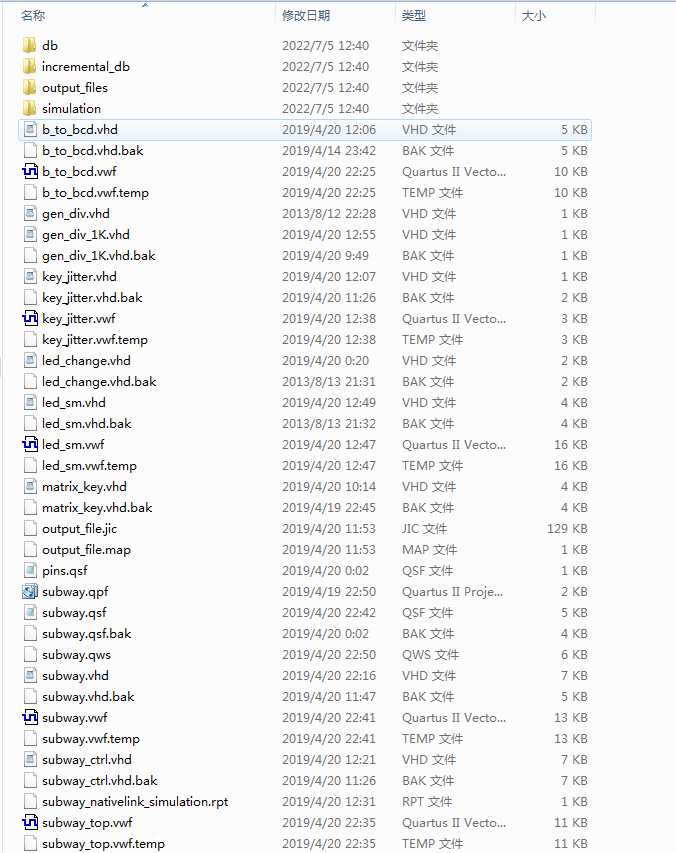 名称 修改日期 类型 大小
db 2022/7/5 12:40 文件夹
incremental_db 2022/7/5 12:40 文件夹
output_files 2022/7/5 12:40 文件夹
simulation 2022/7/5 12:40 文件夹
b_to_bcd.vhd 2019/4/20 12:06 VHD 文件 5 KB
b_to_bcd.vhd.bak 2019/4/14 23:42 BAK 文件 5 KB
b_to_bcd.vwf 2019/4/20 22:25 Quartus II Vecto... 10 KB
b_to_bcd.vwf.temp 2019/4/20 22:25 TEMP 文件 10 KB
gen_div.vhd 2013/8/12 22:28 VHD 文件 1 KB
gen_div_1K.vhd 2019/4/20 12:55 VHD 文件 1 KB
gen_div_1K.vhd.bak 2019/4/20 9:49 BAK 文件 1 KB
key_jitter.vhd 2019/4/20 12:07 VHD 文件 1 KB
key_jitter.vhd.bak 2019/4/20 11:26 BAK 文件 2 KB
key_jitter.vwf 2019/4/20 12:38 Quartus II Vecto... 3 KB
key_jitter.vwf.temp 2019/4/20 12:38 TEMP 文件 3 KB
led_change.vhd 2019/4/20 0:20 VHD 文件 2 KB
led_change.vhd.bak 2013/8/13 21:31 BAK 文件 2 KB
led_sm.vhd 2019/4/20 12:49 VHD 文件 4 KB
led_sm.vhd.bak 2013/8/13 21:32 BAK 文件 4 KB
led_sm.vwf 2019/4/20 12:47 Quartus II Vecto... 16 KB
led_sm.vwf.temp 2019/4/20 12:47 TEMP 文件 16 KB
matrix_key.vhd 2019/4/20 10:14 VHD 文件 4 KB
matrix_key.vhd.bak 2019/4/19 22:45 BAK 文件 4 KB
output_file.jic 2019/4/20 11:53 JIC 文件 129 KB
output_file.map 2019/4/20 11:53 MAP 文件 1 KB
pins.qsf 2019/4/20 0:02 QSF 文件 1 KB
subway.qpf 2019/4/19 22:50 Quartus II Proje... 2 KB
subway.qsf 2019/4/20 22:42 QSF 文件 5 KB
subway.qsf.bak 2019/4/20 0:02 BAK 文件 4 KB
subway.qws 2019/4/20 22:50 QWS 文件 6 KB
subway.vhd 2019/4/20 22:16 VHD 文件 7 KB
subway.vhd.bak 2019/4/20 11:47 BAK 文件 5 KB
subway.vwf 2019/4/20 22:41 Quartus II Vecto... 13 KB
subway.vwf.temp 2019/4/20 22:41 TEMP 文件 13 KB
subway_ctrl.vhd 2019/4/20 12:21 VHD 文件 7 KB
subway_ctrl.vhd.bak 2019/4/20 11:26 BAK 文件 7 KB
subway_nativelink_simulation.rpt 2019/4/20 12:31 RPT 文件 1 KB
subway_top.vwf 2019/4/20 22:35 Quartus II Vecto... 11 KB
subway_top.vwf.temp 2019/4/20 22:35 TEMP 文件 11 KB